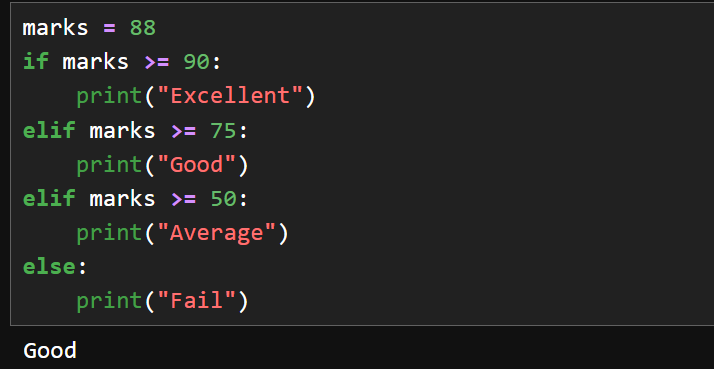 marks = 88
if marks >= 90:
    print("Excellent")
elif marks >= 75:
    print("Good")
elif marks >= 50:
    print("Average")
else:
    print("Fail")
Good